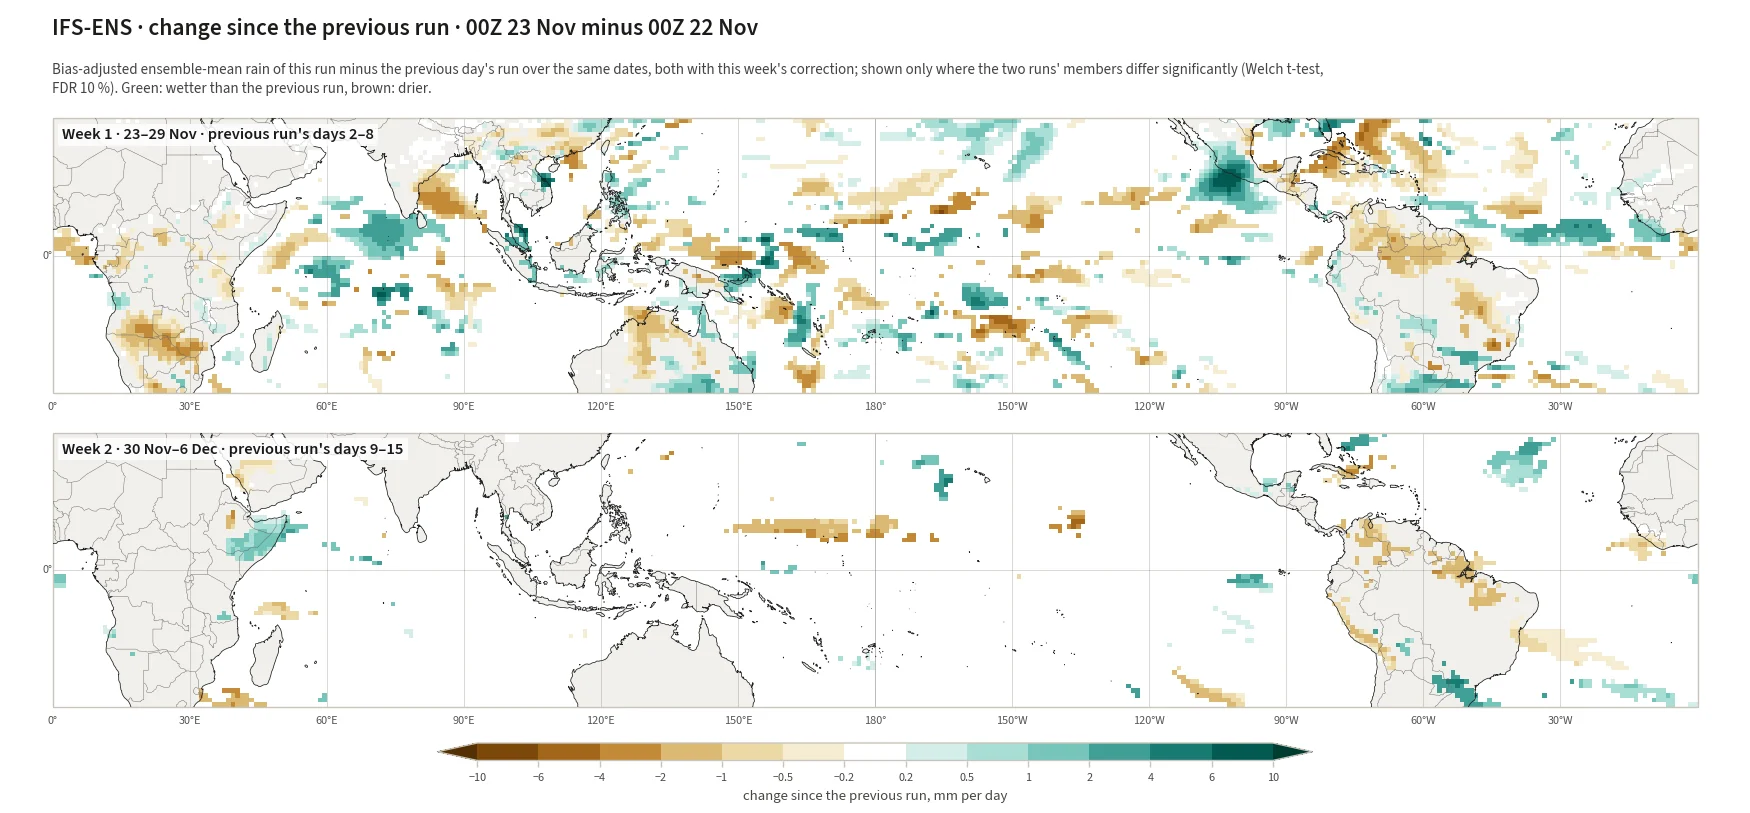 IFS-ENS · change since the previous run · 00Z 23 Nov minus 00Z 22 Nov
Bias-adjusted ensemble-mean rain of this run minus the previous day's run over the same dates, both with this week's correction; shown only where the two runs' members differ significantly (Welch t-test,
FDR 10 %). Green: wetter than the previous run, brown: drier.
Week 1 · 23–29 Nov · previous run's days 2–8
0°
0° 30°E 60°E 90°E 120°E 150°E 180° 150°W 120°W 90°W 60°W 30°W
Week 2 · 30 Nov–6 Dec · previous run's days 9–15
0°
0° 30°E 60°E 90°E 120°E 150°E 180° 150°W 120°W 90°W 60°W 30°W
−10 −6 −4 −2 −1 −0.5 −0.2 0.2 0.5 1 2 4 6 10
change since the previous run, mm per day